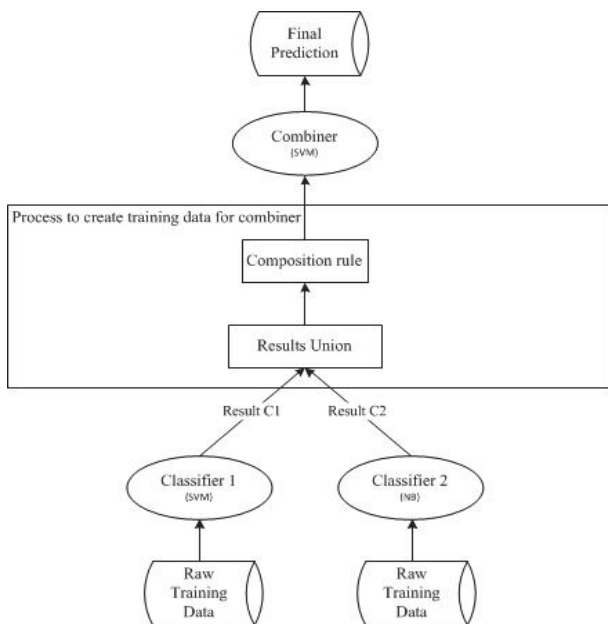 Final
Prediction
Combiner
(SVM)
Process to create training data for combiner
Composition rule
Results Union
Result C1
Result C2
Classifier 1
(SVM)
Classifier 2
(NB)
Raw
Training
Data
Raw
Training
Data